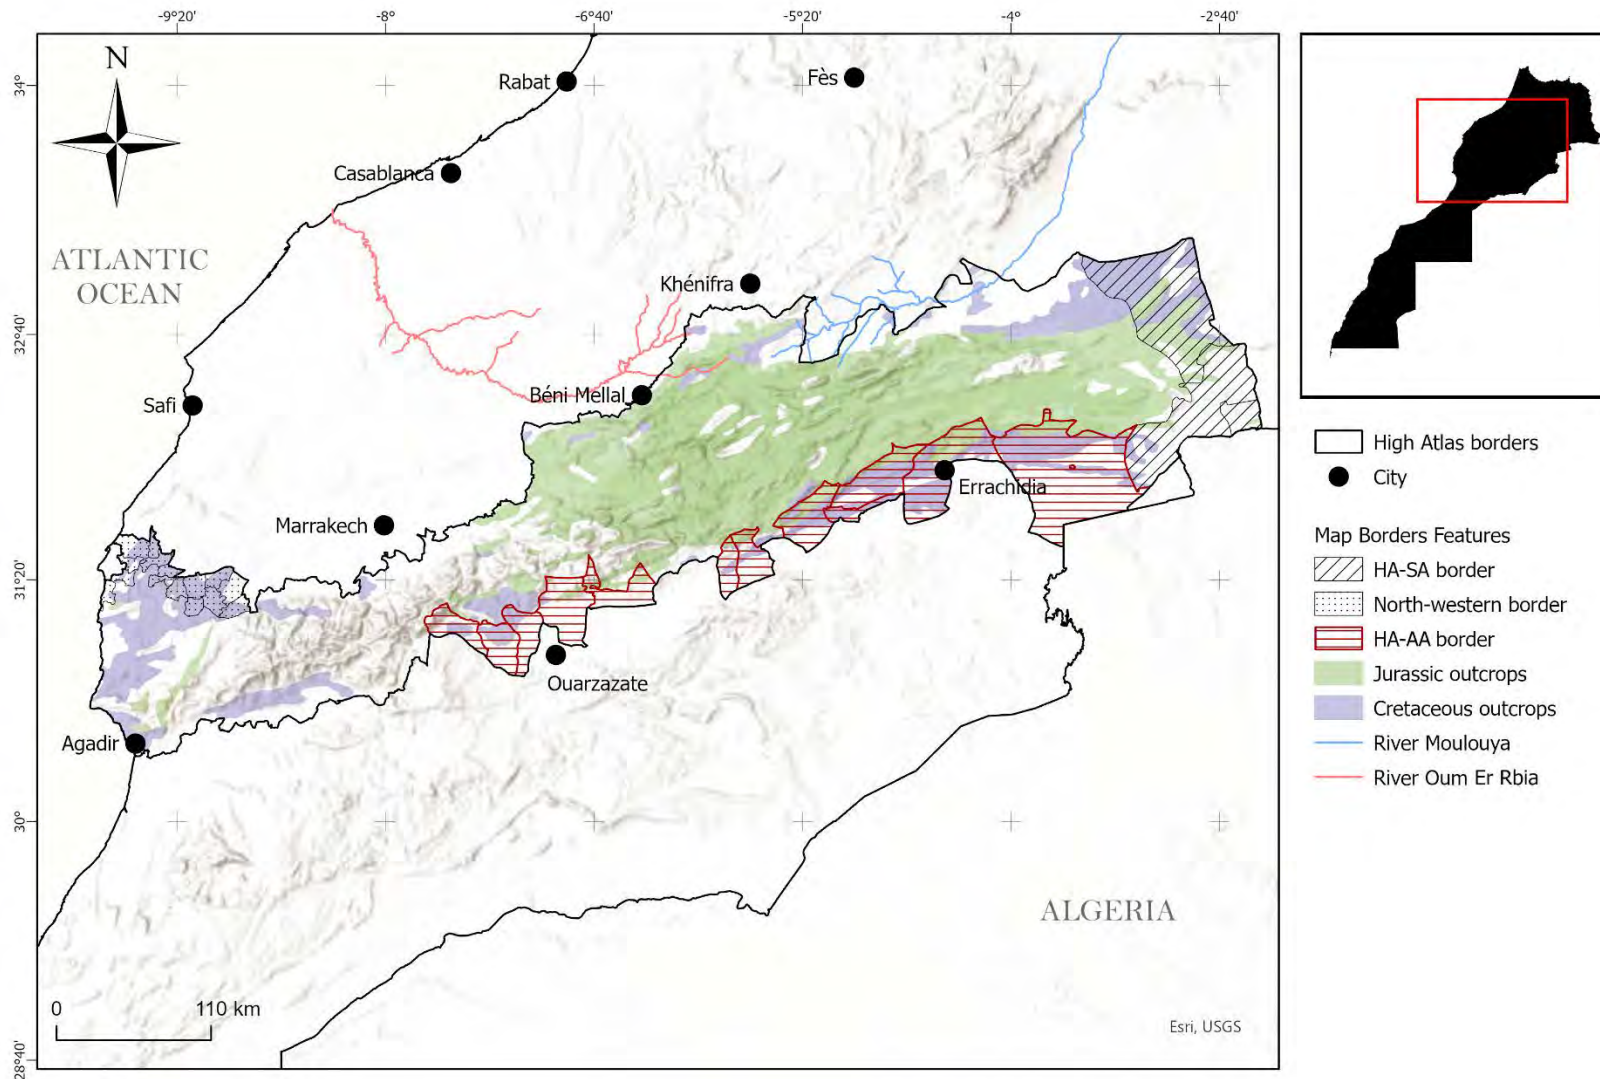 -9°20'
-8°
-6°40'
-5°20'
-4°
-2°40'
N
34°
Rabat
Fès
Casablanca
ATLANTIC
OCEAN
Khénifra
32°40'
Béni Mellal
Safi
Errachidia
Marrakech
31°20'
Ouarzazate
Agadir
30°
ALGERIA
0
110 km
Esri, USGS
28°40'
High Atlas borders
City
Map Borders Features
HA-SA border
North-western border
HA-AA border
Jurassic outcrops
Cretaceous outcrops
River Moulouya
River Oum Er Rbia